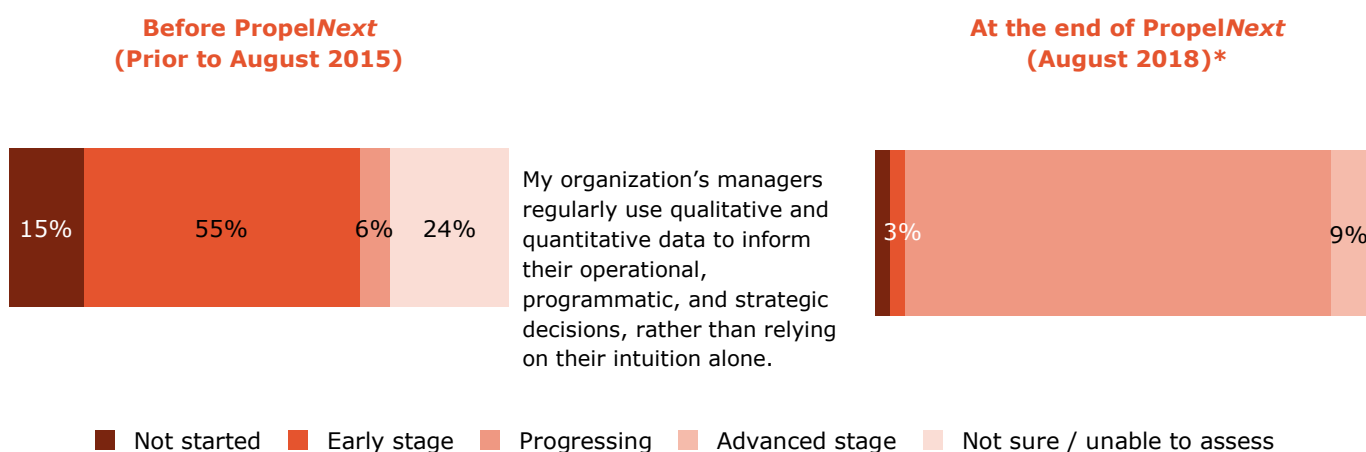 Before PropelNext
(Prior to August 2015)
At the end of PropelNext
(August 2018)*
15%
55%
6%
24%
My organization’s managers
regularly use qualitative and
quantitative data to inform
their operational,
programmatic, and strategic
decisions, rather than relying
on their intuition alone.
3%
9%
Not started
Early stage
Progressing
Advanced stage
Not sure / unable to assess